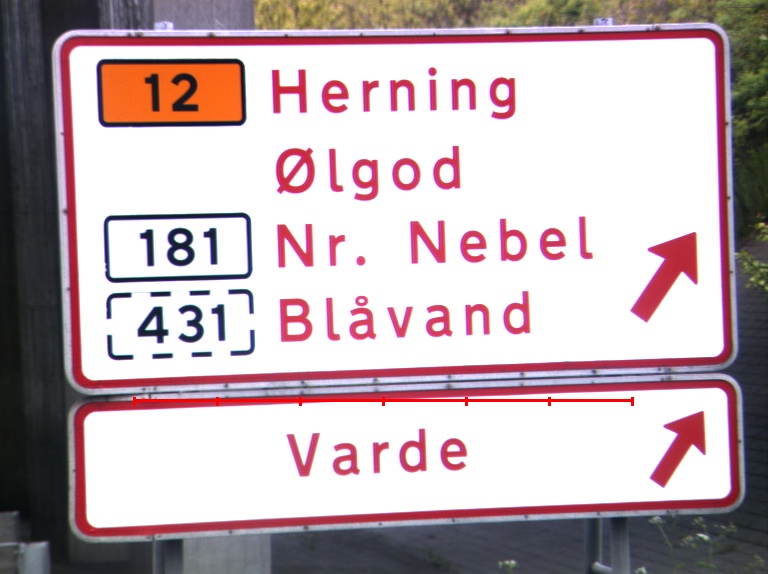 12 Herning
Ølgod
181 Nr. Nebel
431 Blåvand
Varde